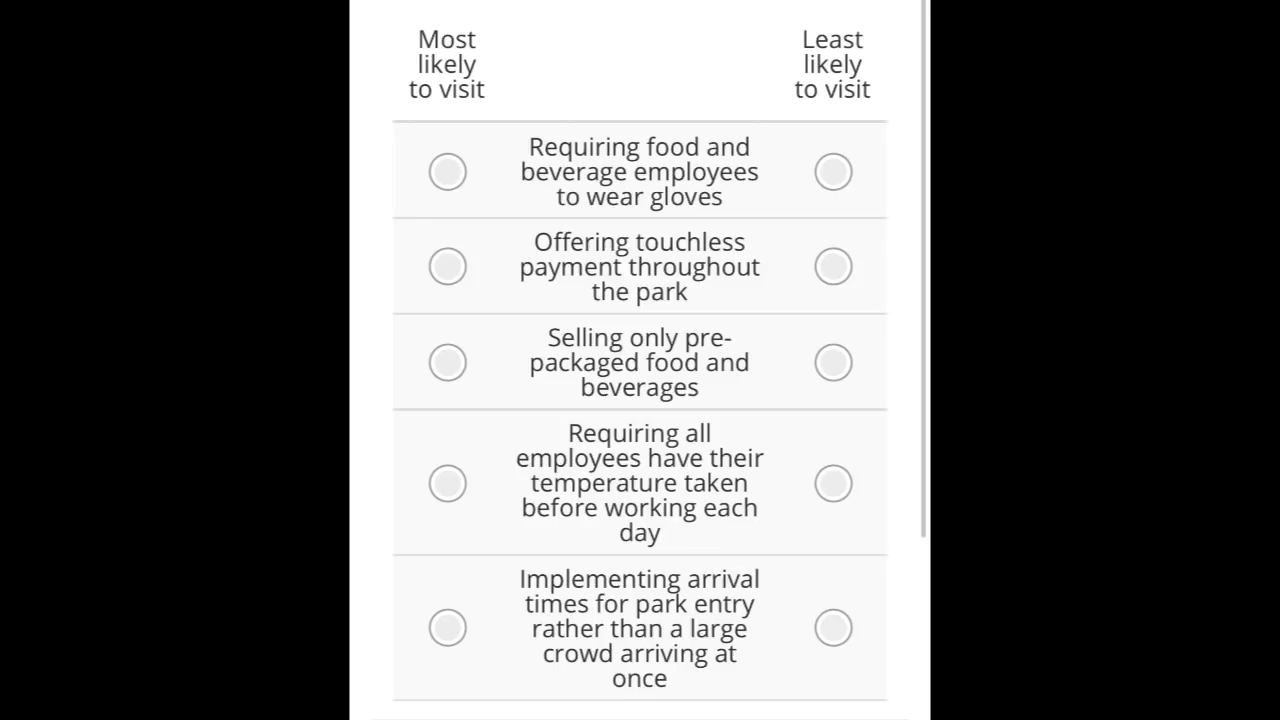 Most
likely
to visit
Least
likely
to visit
Requiring food and
beverage employees
to wear gloves
Offering touchless
payment throughout
the park
Selling only pre-
packaged food and
beverages
Requiring all
employees have their
temperature taken
before working each
day
Implementing arrival
times for park entry
rather than a large
crowd arriving at
once